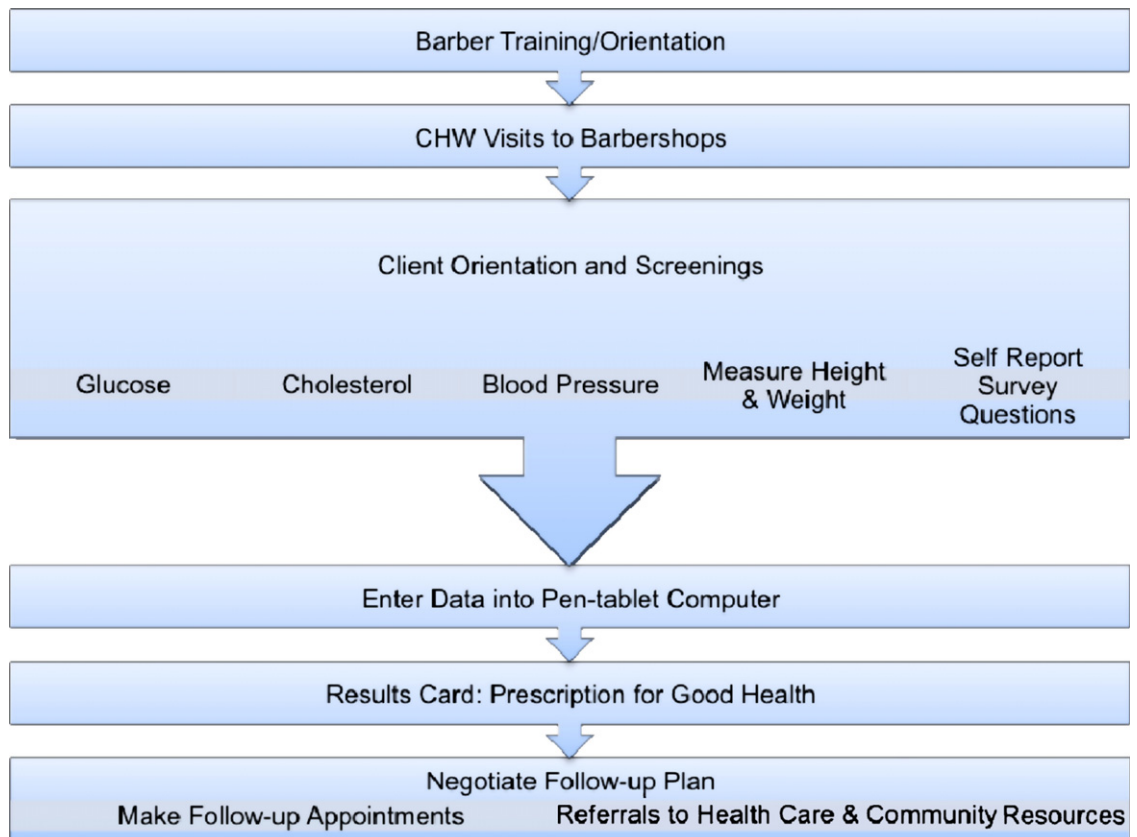 Barber Training/Orientation
CHW Visits to Barbershops
Client Orientation and Screenings
Glucose
Cholesterol
Blood Pressure
Measure Height
& Weight
Self Report
Survey
Questions
Enter Data into Pen-tablet Computer
Results Card: Prescription for Good Health
Negotiate Follow-up Plan
Make Follow-up Appointments
Referrals to Health Care & Community Resources